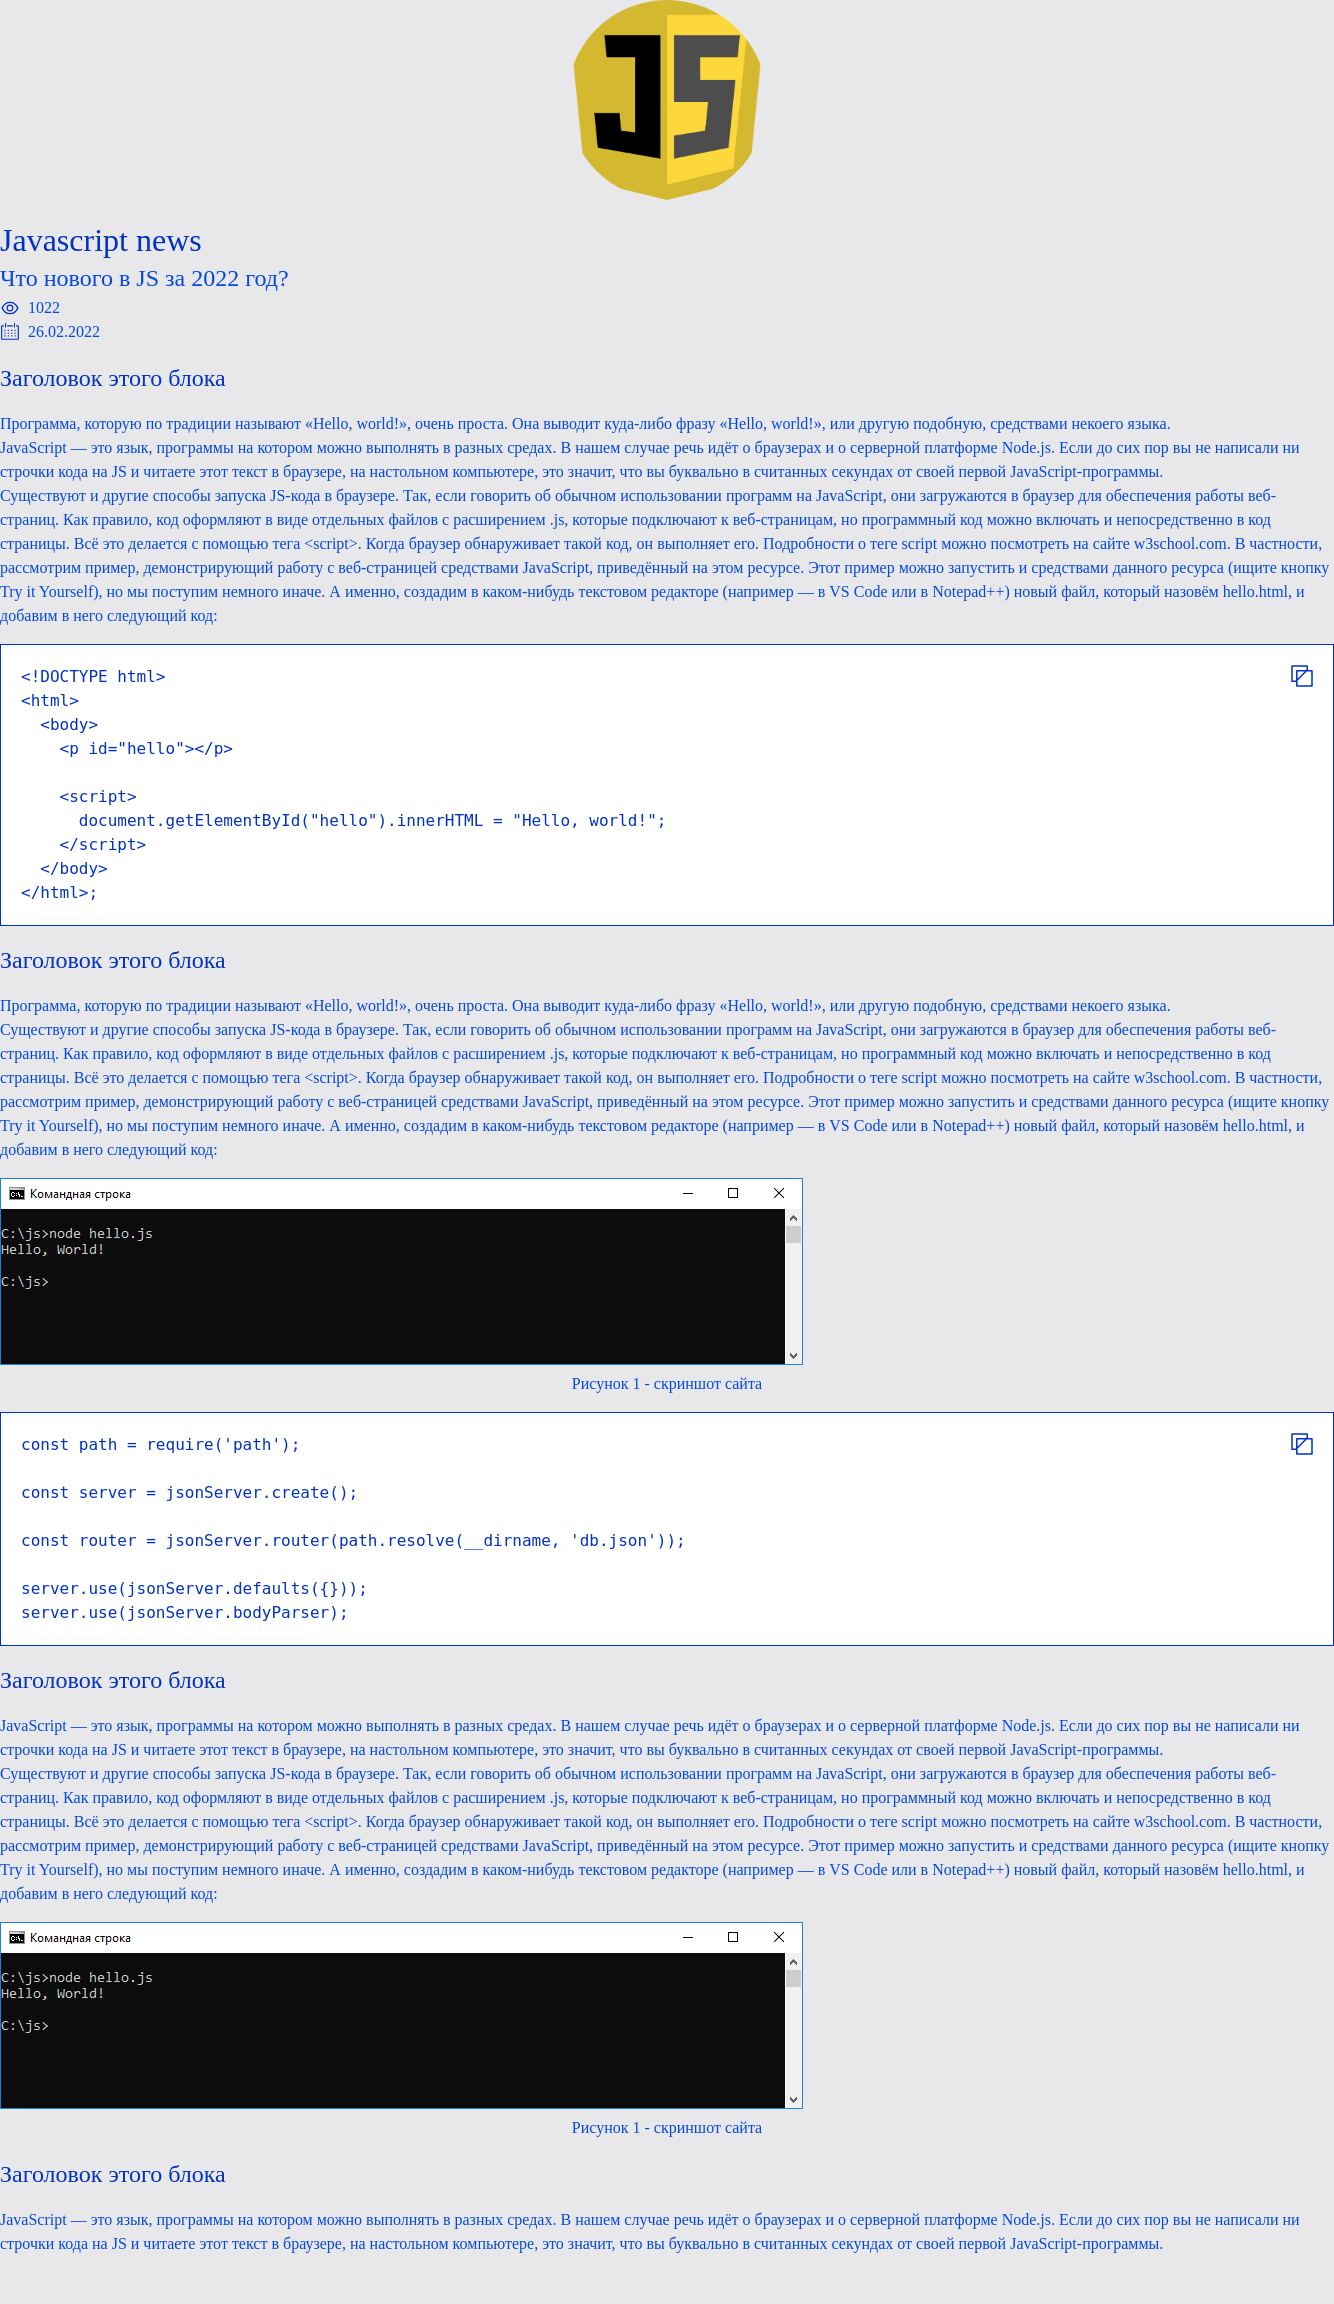 JS
Javascript news
Что нового в JS за 2022 год?
1022
26.02.2022
Заголовок этого блока
Программа, которую по традиции называют «Hello, world!», очень проста. Она выводит куда-либо фразу «Hello, world!», или другую подобную, средствами некоего языка.
JavaScript — это язык, программы на котором можно выполнять в разных средах. В нашем случае речь идёт о браузерах и о серверной платформе Node.js. Если до сих пор вы не написали ни
строчки кода на JS и читаете этот текст в браузере, на настольном компьютере, это значит, что вы буквально в считанных секундах от своей первой JavaScript-программы.
Существуют и другие способы запуска JS-кода в браузере. Так, если говорить об обычном использовании программ на JavaScript, они загружаются в браузер для обеспечения работы веб-
страниц. Как правило, код оформляют в виде отдельных файлов с расширением .js, которые подключают к веб-страницам, но программный код можно включать и непосредственно в код
страницы. Всё это делается с помощью тега <script>. Когда браузер обнаруживает такой код, он выполняет его. Подробности о теге script можно посмотреть на сайте w3school.com. В частности,
рассмотрим пример, демонстрирующий работу с веб-страницей средствами JavaScript, приведённый на этом ресурсе. Этот пример можно запустить и средствами данного ресурса (ищите кнопку
Try it Yourself), но мы поступим немного иначе. А именно, создадим в каком-нибудь текстовом редакторе (например — в VS Code или в Notepad++) новый файл, который назовём hello.html, и
добавим в него следующий код:
<!DOCTYPE html>
<html>
  <body>
    <p id="hello"></p>

    <script>
      document.getElementById("hello").innerHTML = "Hello, world!";
    </script>
  </body>
</html>;
Заголовок этого блока
Программа, которую по традиции называют «Hello, world!», очень проста. Она выводит куда-либо фразу «Hello, world!», или другую подобную, средствами некоего языка.
Существуют и другие способы запуска JS-кода в браузере. Так, если говорить об обычном использовании программ на JavaScript, они загружаются в браузер для обеспечения работы веб-
страниц. Как правило, код оформляют в виде отдельных файлов с расширением .js, которые подключают к веб-страницам, но программный код можно включать и непосредственно в код
страницы. Всё это делается с помощью тега <script>. Когда браузер обнаруживает такой код, он выполняет его. Подробности о теге script можно посмотреть на сайте w3school.com. В частности,
рассмотрим пример, демонстрирующий работу с веб-страницей средствами JavaScript, приведённый на этом ресурсе. Этот пример можно запустить и средствами данного ресурса (ищите кнопку
Try it Yourself), но мы поступим немного иначе. А именно, создадим в каком-нибудь текстовом редакторе (например — в VS Code или в Notepad++) новый файл, который назовём hello.html, и
добавим в него следующий код:
Командная строка
C:\js>node hello.js
Hello, World!
C:\js>
Рисунок 1 - скриншот сайта
const path = require('path');

const server = jsonServer.create();

const router = jsonServer.router(path.resolve(__dirname, 'db.json'));

server.use(jsonServer.defaults({}));
server.use(jsonServer.bodyParser);
Заголовок этого блока
JavaScript — это язык, программы на котором можно выполнять в разных средах. В нашем случае речь идёт о браузерах и о серверной платформе Node.js. Если до сих пор вы не написали ни
строчки кода на JS и читаете этот текст в браузере, на настольном компьютере, это значит, что вы буквально в считанных секундах от своей первой JavaScript-программы.
Существуют и другие способы запуска JS-кода в браузере. Так, если говорить об обычном использовании программ на JavaScript, они загружаются в браузер для обеспечения работы веб-
страниц. Как правило, код оформляют в виде отдельных файлов с расширением .js, которые подключают к веб-страницам, но программный код можно включать и непосредственно в код
страницы. Всё это делается с помощью тега <script>. Когда браузер обнаруживает такой код, он выполняет его. Подробности о теге script можно посмотреть на сайте w3school.com. В частности,
рассмотрим пример, демонстрирующий работу с веб-страницей средствами JavaScript, приведённый на этом ресурсе. Этот пример можно запустить и средствами данного ресурса (ищите кнопку
Try it Yourself), но мы поступим немного иначе. А именно, создадим в каком-нибудь текстовом редакторе (например — в VS Code или в Notepad++) новый файл, который назовём hello.html, и
добавим в него следующий код:
Командная строка
C:\js>node hello.js
Hello, World!
C:\js>
Рисунок 1 - скриншот сайта
Заголовок этого блока
JavaScript — это язык, программы на котором можно выполнять в разных средах. В нашем случае речь идёт о браузерах и о серверной платформе Node.js. Если до сих пор вы не написали ни
строчки кода на JS и читаете этот текст в браузере, на настольном компьютере, это значит, что вы буквально в считанных секундах от своей первой JavaScript-программы.